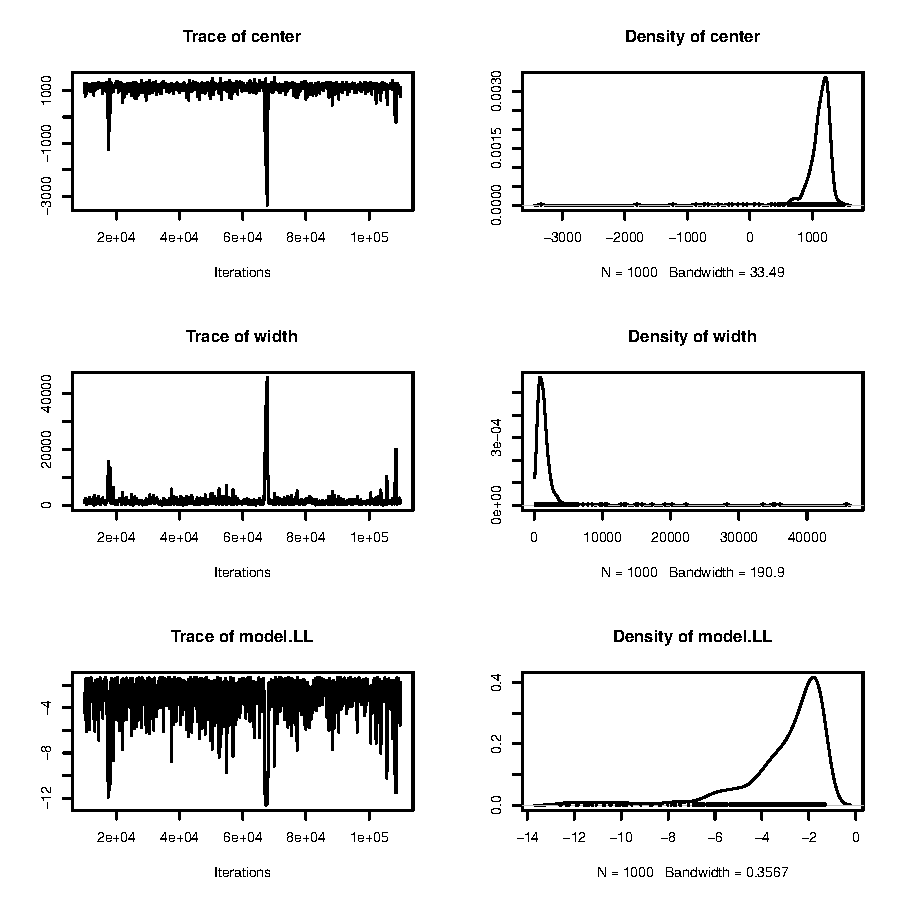 Trace of center
Density of center
1000
−1000
−3000
2e+04 4e+04 6e+04 8e+04 1e+05
Iterations
0.0030
0.0015
0.0000
−3000 −2000 −1000 0 1000
N = 1000 Bandwidth = 33.49
Trace of width
Density of width
40000
20000
0
2e+04 4e+04 6e+04 8e+04 1e+05
Iterations
3e−04
0e+00
0 10000 20000 30000 40000
N = 1000 Bandwidth = 190.9
Trace of model.LL
Density of model.LL
−4
−8
−12
2e+04 4e+04 6e+04 8e+04 1e+05
Iterations
0.4
0.2
0.0
−14 −12 −10 −8 −6 −4 −2 0
N = 1000 Bandwidth = 0.3567